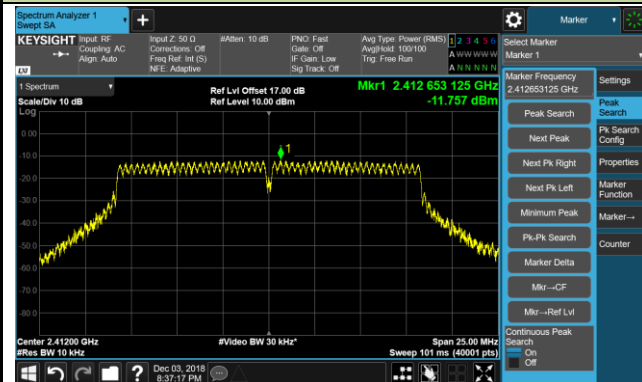 Spectrum Analyzer 1
Swept SA
Marker
KEYSIGHT
Input: RF
Coupling: AC
Align: Auto
Input Z: 50 Ω
Corrections: Off
Freq Ref: Int (S)
NFE: Adaptive
#Atten: 10 dB
PNO: Fast
Gate: Off
IF Gain: Low
Sig Track: Off
Avg Type: Power (RMS)
Avg|Hold: 100/100
Trig: Free Run
1 2 3 4 5 6
A W W W W W
A N N N N N
LXI
Select Marker
Marker 1
1 Spectrum
Scale/Div 10 dB
Log
Ref Lvl Offset 17.00 dB
Ref Level 10.00 dBm
Mkr1 2.412 653 125 GHz
-11.757 dBm
0.00
-10.0
-20.0
-30.0
-40.0
-50.0
-60.0
-70.0
-80.0
1
Center 2.41200 GHz
#Res BW 10 kHz
#Video BW 30 kHz*
Span 25.00 MHz
Sweep 101 ms (40001 pts)
Marker Frequency
2.412653125 GHz
Peak Search
Next Peak
Next Pk Right
Next Pk Left
Minimum Peak
Pk-Pk Search
Marker Delta
Mkr→CF
Mkr→Ref Lvl
Continuous Peak
Search
On
Off
Settings
Peak
Search
Pk Search
Config
Properties
Marker
Function
Marker→
Counter
?
Dec 03, 2018
8:37:17 PM